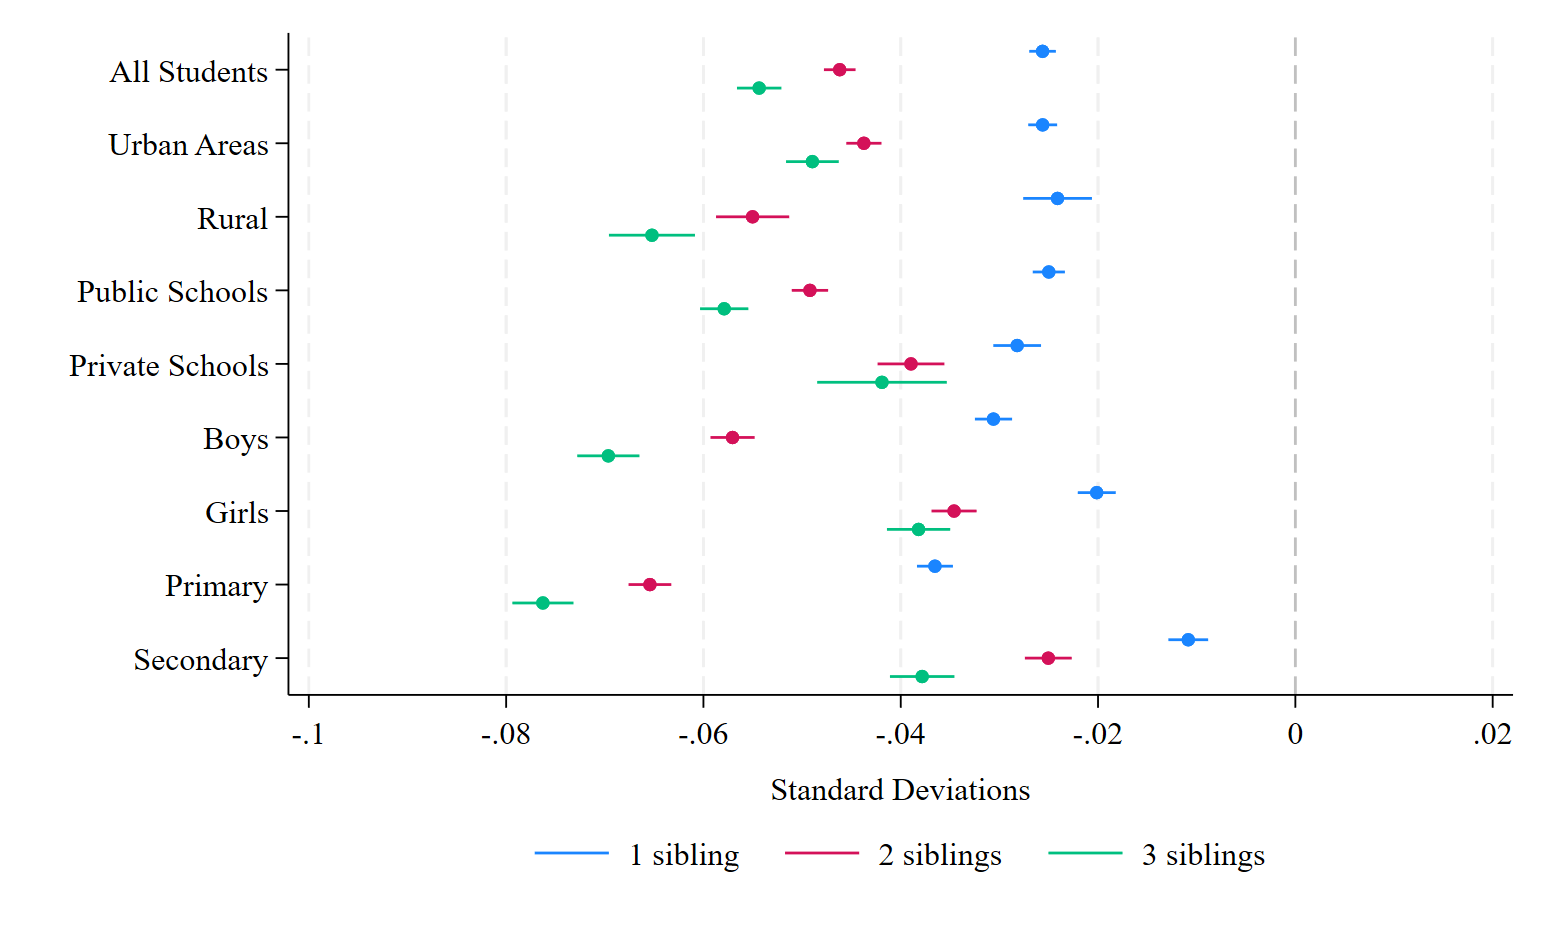 All Students
Urban Areas
Rural
Public Schools
Private Schools
Boys
Girls
Primary
Secondary
-.1 -.08 -.06 -.04 -.02 0 .02
Standard Deviations
1 sibling 2 siblings 3 siblings